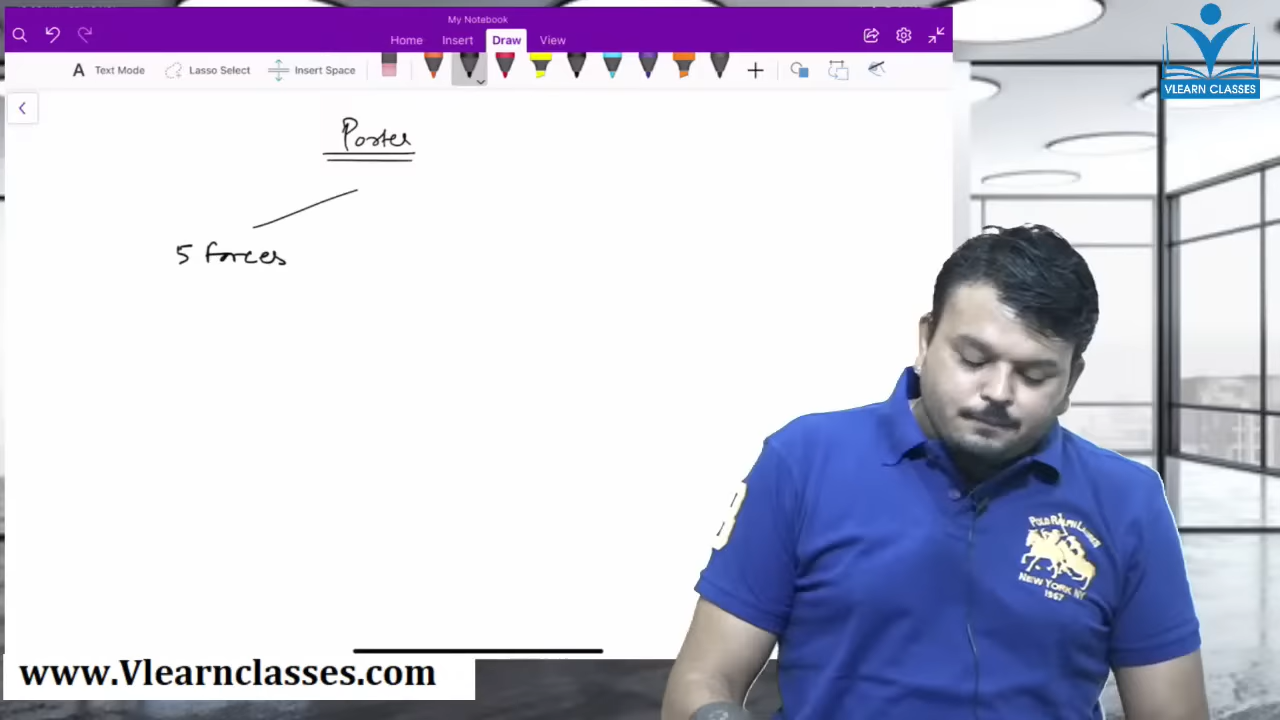 My Notebook
Home Insert Draw View
A Text Mode Lasso Select Insert Space
VLEARN CLASSES
Porter
5 forces
POLO RALPH LAUREN
NEW YORK NY
1967
www.Vlearnclasses.com